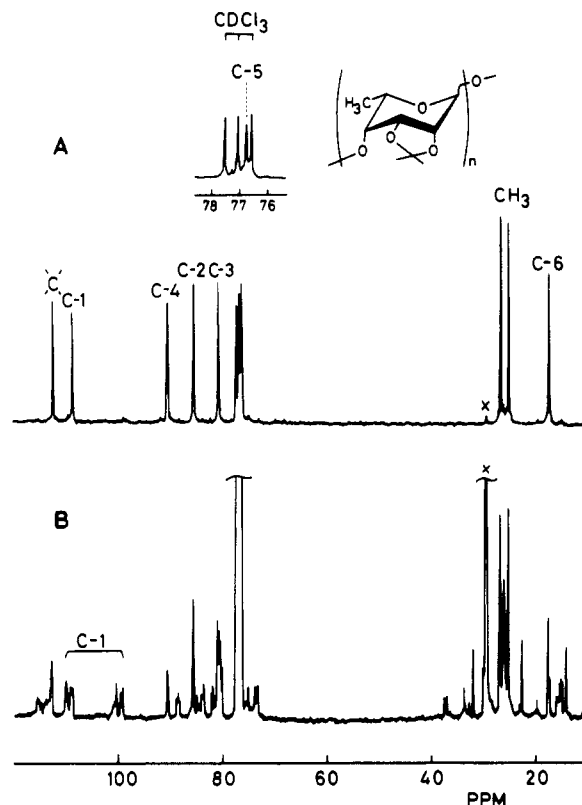 CDCl₃
C-5
A
78 77 76
H₃C
O
O
O
O
O
n
CH₃
C
C-1
C-4
C-2
C-3
C-6
x
B
C-1
x
100 80 60 40 20
PPM